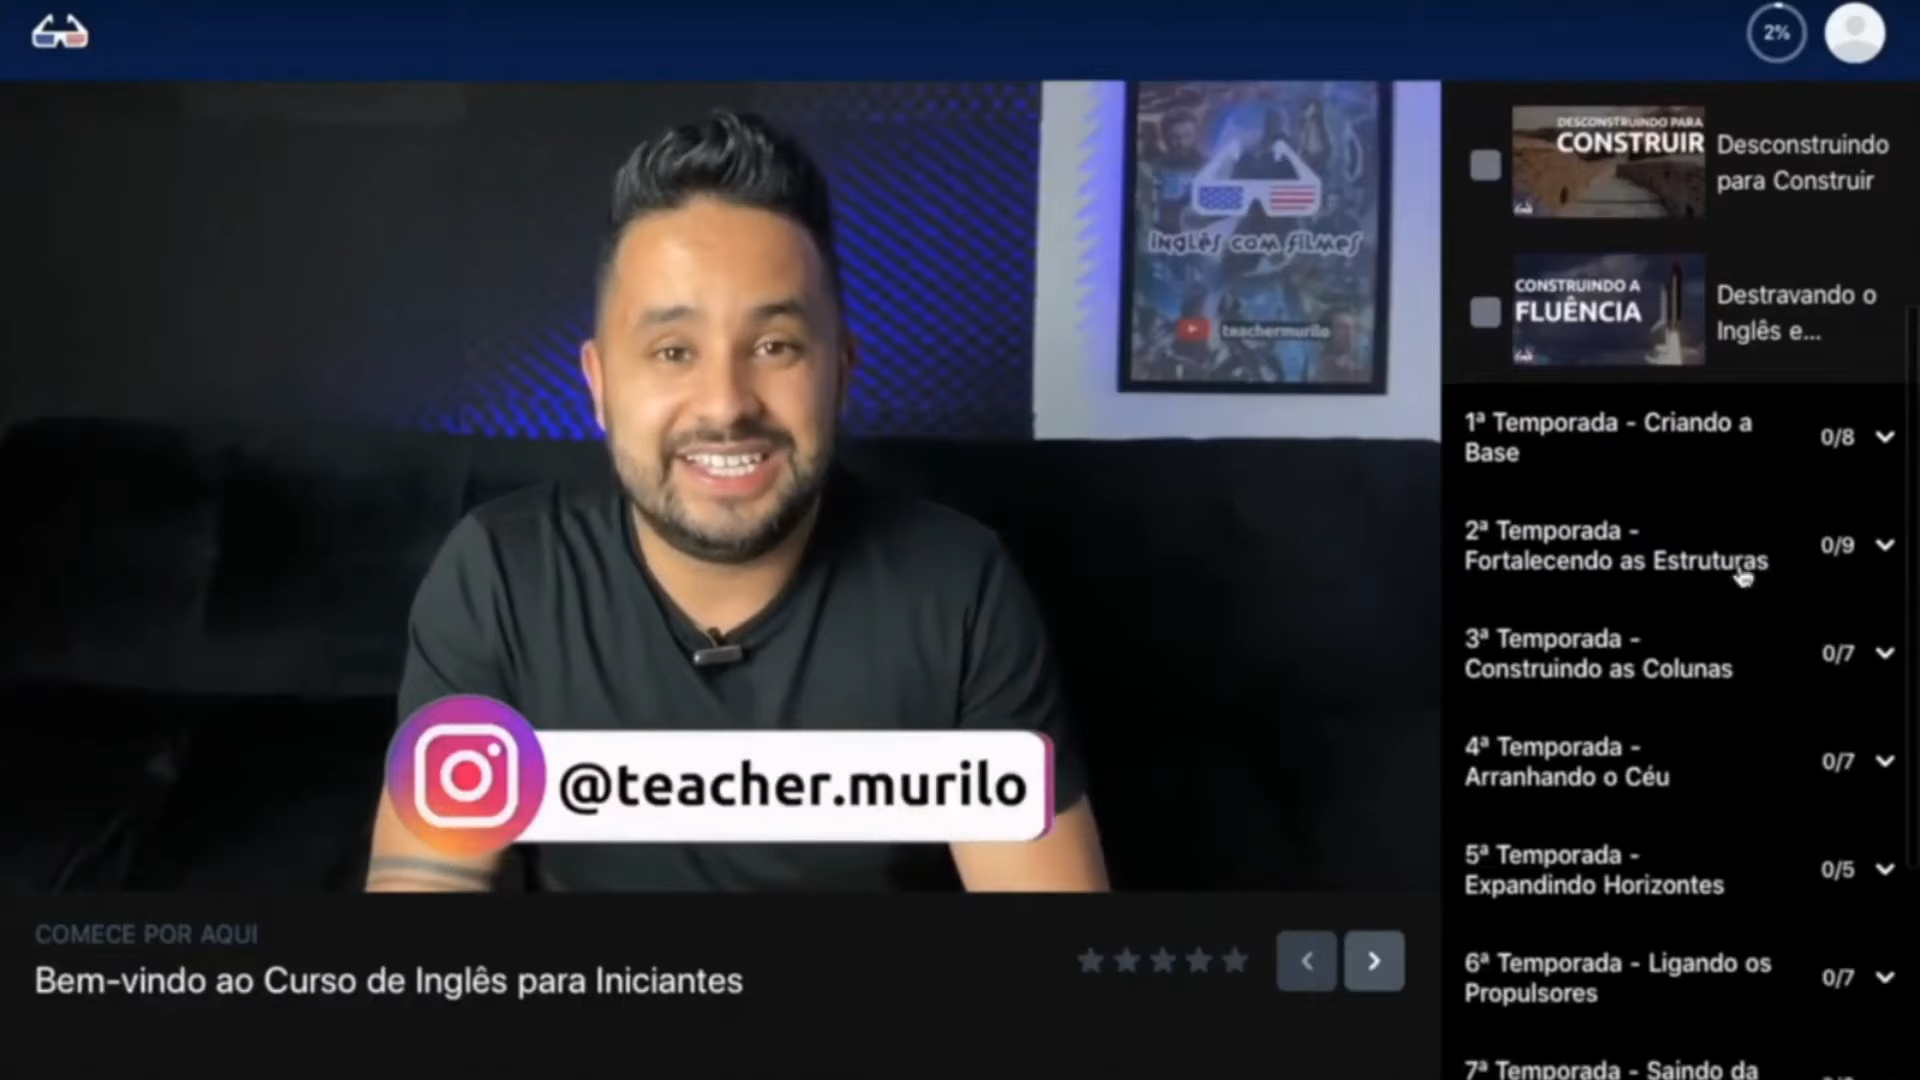 2%
DESCONSTRUINDO PARA
CONSTRUIR
Desconstruindo
para Construir
inglês com filmes
teachermurilo
CONSTRUINDO A
FLUÊNCIA
Destravando o
Inglês e...
1ª Temporada - Criando a
Base
0/8
2ª Temporada -
Fortalecendo as Estruturas
0/9
3ª Temporada -
Construindo as Colunas
0/7
4ª Temporada -
Arranhando o Céu
0/7
@teacher.murilo
5ª Temporada -
Expandindo Horizontes
0/5
COMECE POR AQUI
Bem-vindo ao Curso de Inglês para Iniciantes
6ª Temporada - Ligando os
Propulsores
0/7
7ª Temporada - Saindo da